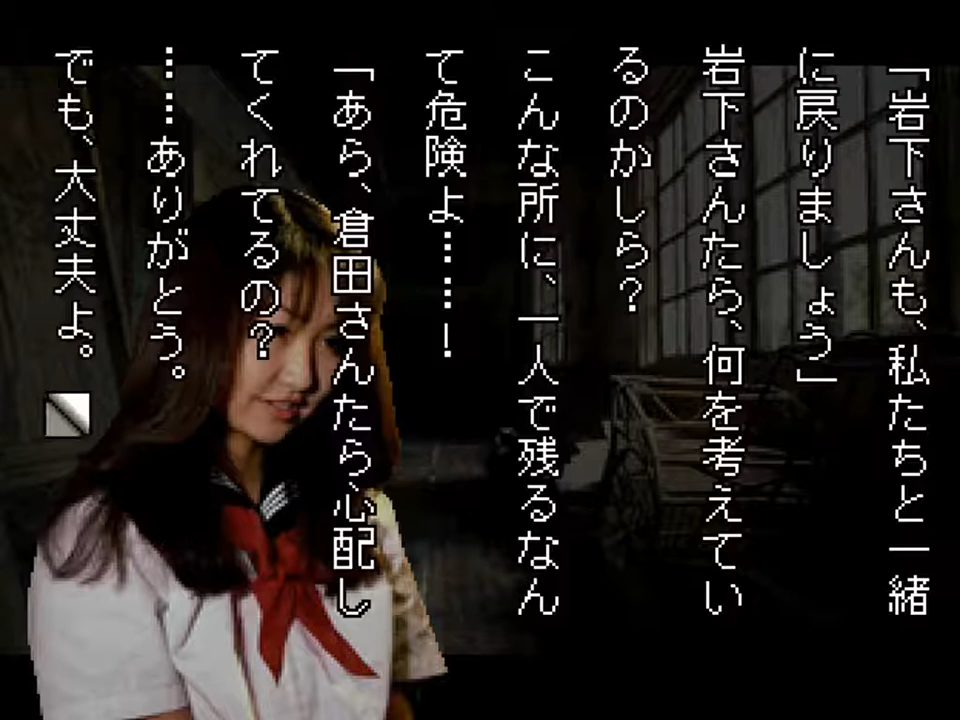 「岩下さんも、私たちと一緒
に戻りましょう」
岩下さんたら、何を考えてい
るのかしら？
こんな所に、一人で残るなん
て危険よ……！
「あら、倉田さんたら心配し
てくれてるの？
……ありがとう。
でも、大丈夫よ。